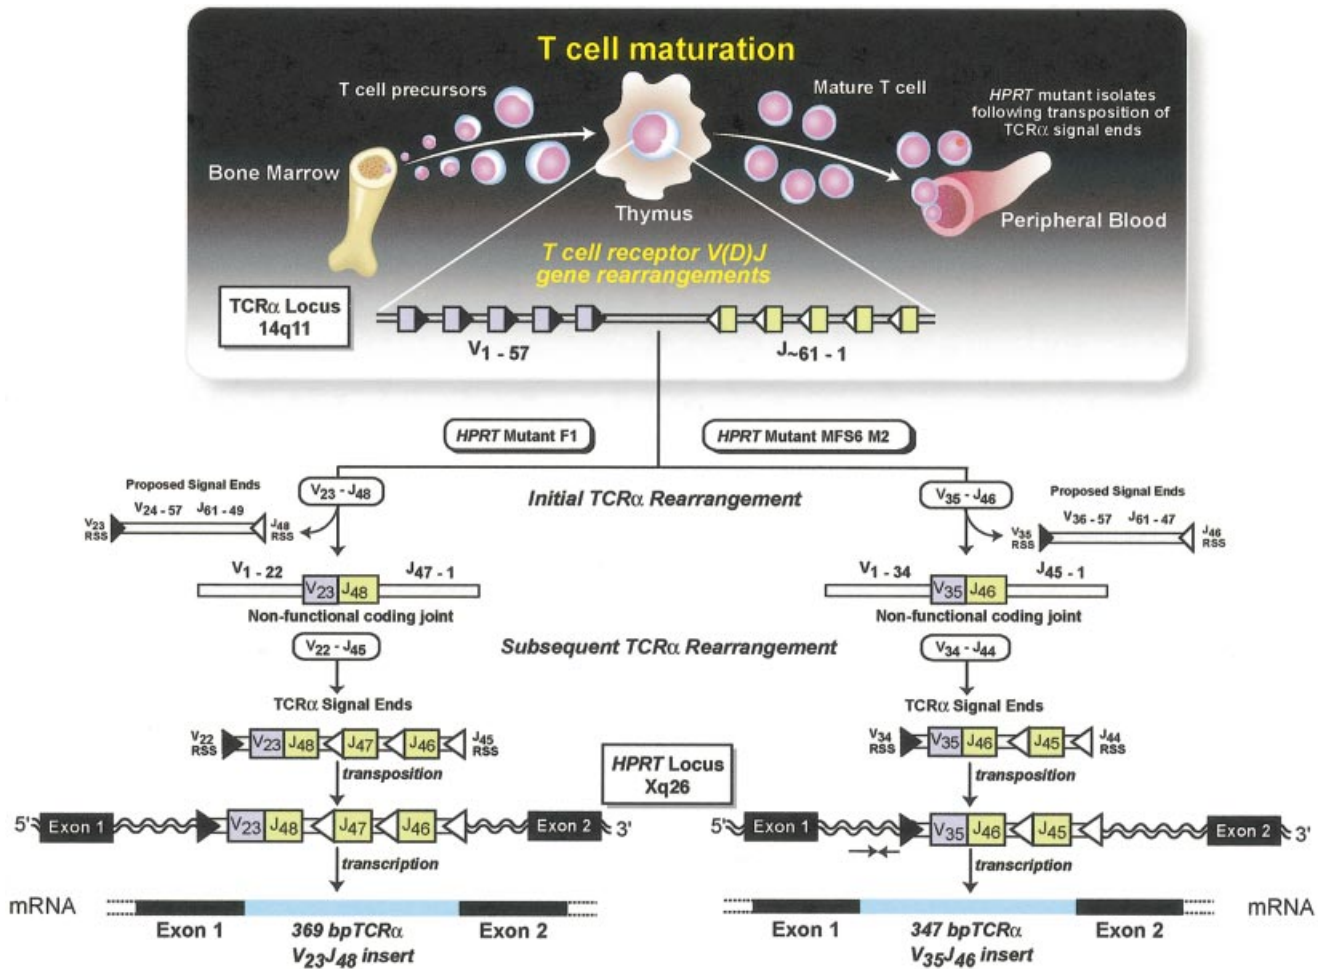 T cell maturation
T cell precursors
Mature T cell
HPRT mutant isolates
following transposition of
TCRα signal ends
Bone Marrow
Thymus
Peripheral Blood
T cell receptor V(D)J
gene rearrangements
TCRα Locus
14q11
V1 - 57
J~61 - 1
HPRT Mutant F1
HPRT Mutant MFS6 M2
Initial TCRα Rearrangement
Proposed Signal Ends
V24 - 57 J61 - 49
V23
RSS
J48
RSS
V23 - J48
V35 - J46
Proposed Signal Ends
V36 - 57 J61 - 47
V35
RSS
J46
RSS
V1 - 22
J47 - 1
V23 J48
Non-functional coding joint
V1 - 34
J45 - 1
V35 J46
Non-functional coding joint
Subsequent TCRα Rearrangement
V22 - J45
V34 - J44
TCRα Signal Ends
V22
RSS
V23 J48 J47 J46
J45
RSS
transposition
TCRα Signal Ends
V34
RSS
V35 J46 J45
J44
RSS
transposition
HPRT Locus
Xq26
5' Exon 1 V23 J48 J47 J46 Exon 2 3'
5' Exon 1 V35 J46 J45 Exon 2 3'
transcription
transcription
mRNA
Exon 1
369 bpTCRα
V23J48 insert
Exon 2
Exon 1
347 bpTCRα
V35J46 insert
Exon 2
mRNA